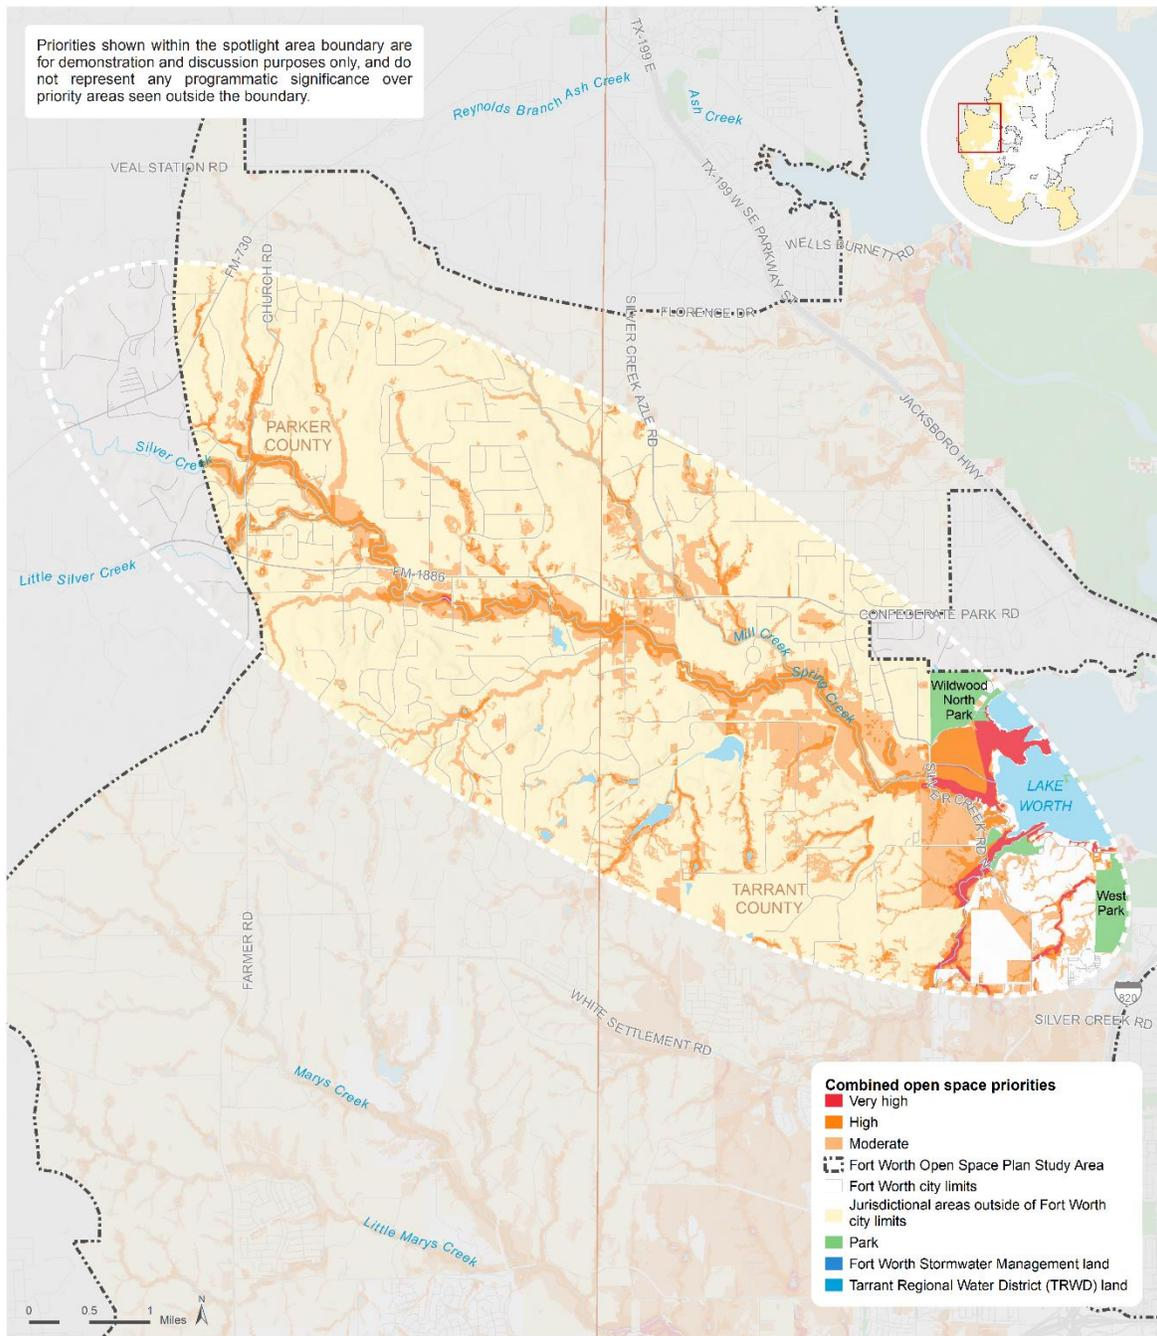 Priorities shown within the spotlight area boundary are
for demonstration and discussion purposes only, and do
not represent any programmatic significance over
priority areas seen outside the boundary.
TX-199 E
Reynolds Branch Ash Creek
Ash Creek
VEAL STATION RD
TX-199 W SE PARKWAY ST
WELLS BURNETT RD
FM-730
CHURCH RD
SILVER CREEK AZLE RD
FLORENCE DR
JACKSBORO HWY
PARKER
COUNTY
Silver Creek
Little Silver Creek
FM-1886
CONFEDERATE PARK RD
Mill Creek
Spring Creek
Wildwood
North
Park
LAKE
WORTH
SILVER CREEK RD
TARRANT
COUNTY
West
Park
FARMER RD
WHITE SETTLEMENT RD
820
SILVER CREEK RD
Marys Creek
Little Marys Creek
Combined open space priorities
Very high
High
Moderate
Fort Worth Open Space Plan Study Area
Fort Worth city limits
Jurisdictional areas outside of Fort Worth
city limits
Park
Fort Worth Stormwater Management land
Tarrant Regional Water District (TRWD) land
0 0.5 1
Miles
N